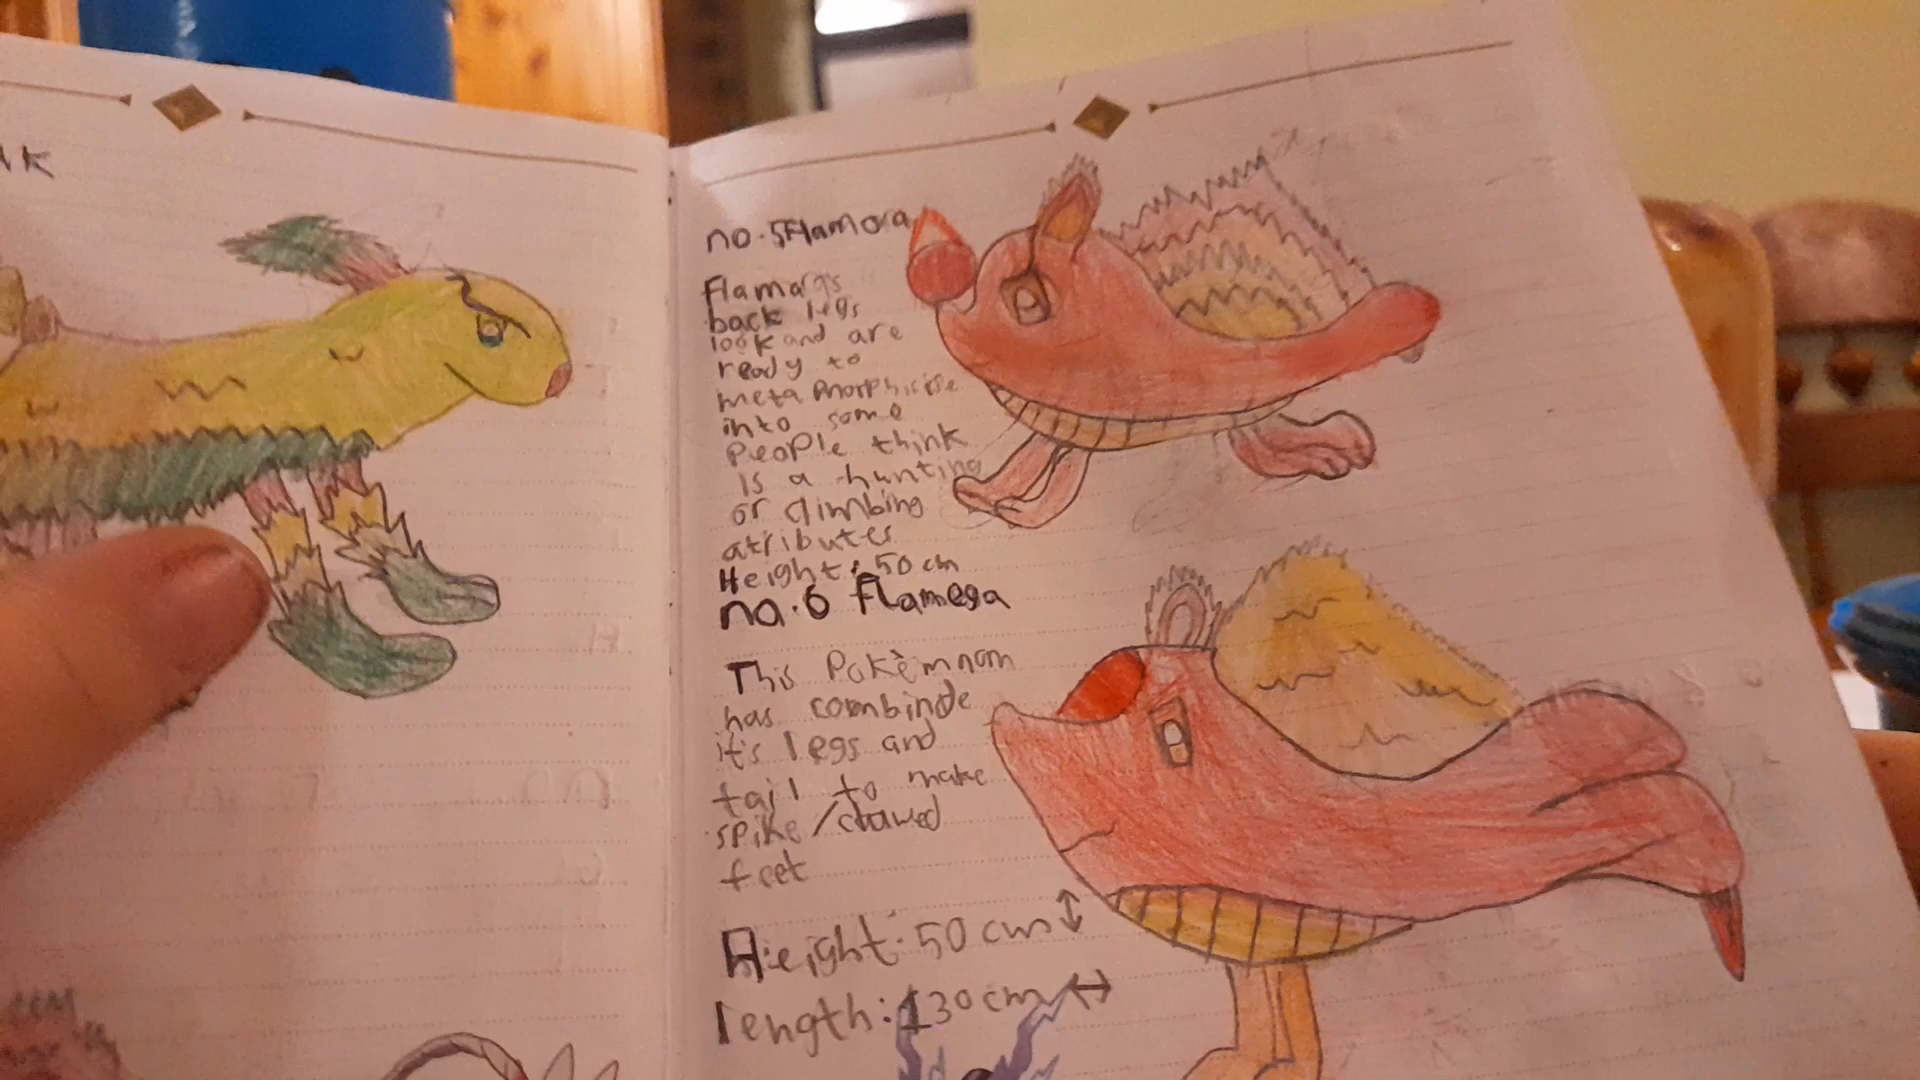 no.5 Flamora
Flamora's
back legs
look and are
ready to
metamorphicise
into some
People think
is a hunting
or climbing
atributes
Height: 50 cm
no.6 Flamega
This Pokèmnom
has combinde
it's legs and
tail to make
spike/clawed
feet
Height: 50 cm
length: 130 cm